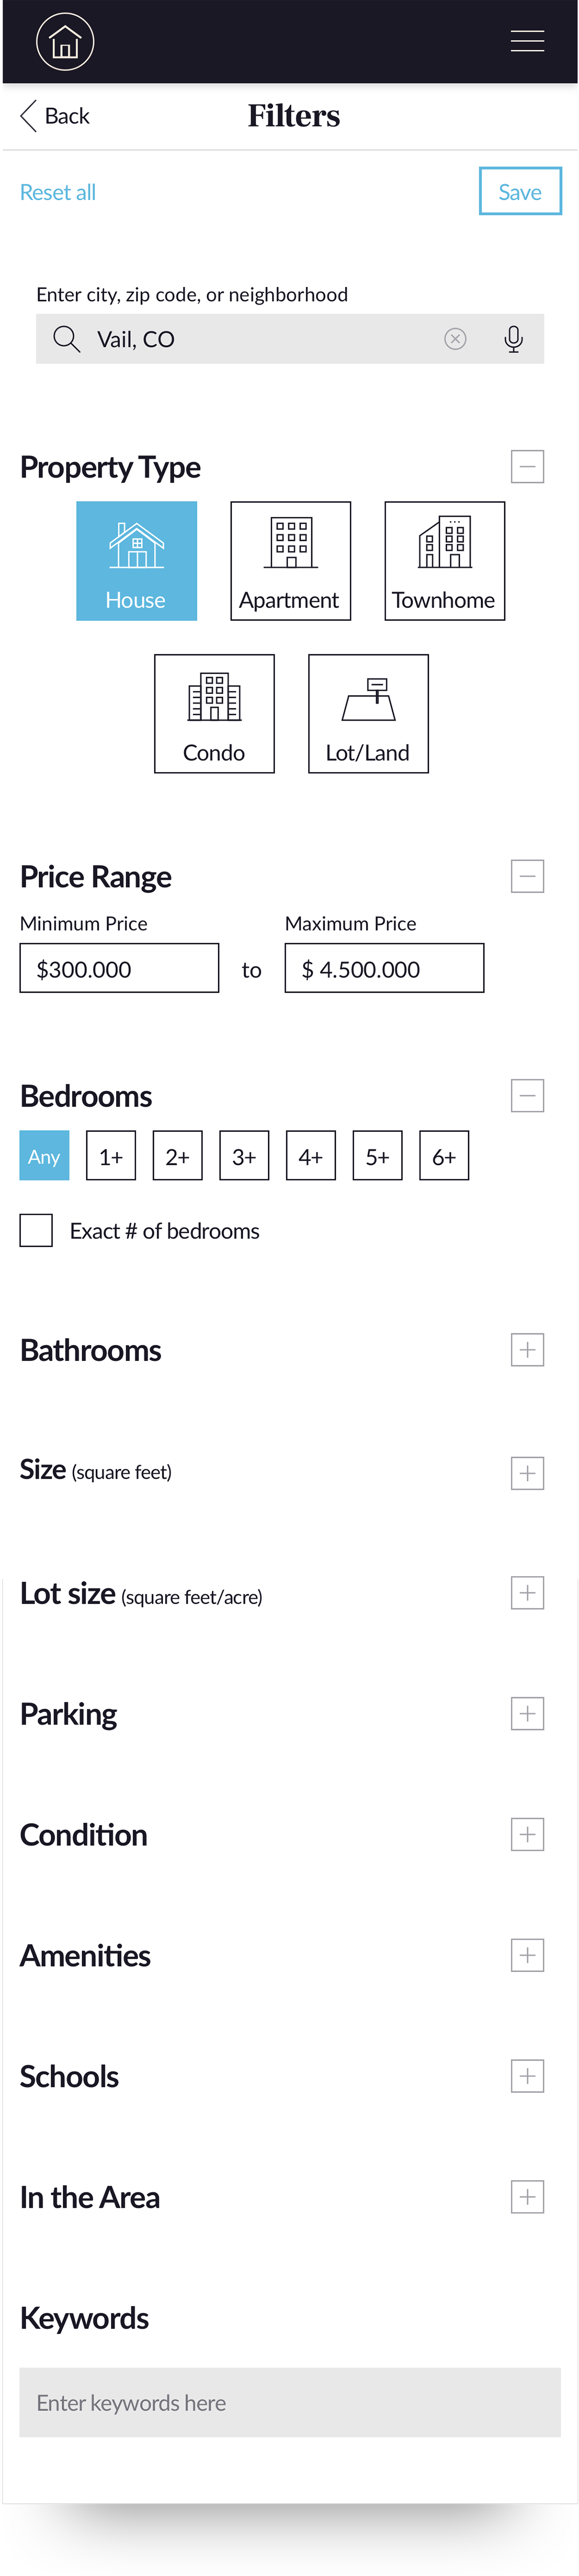 Back
Filters
Reset all
Save
Enter city, zip code, or neighborhood
Vail, CO
Property Type
House
Apartment
Townhome
Condo
Lot/Land
Price Range
Minimum Price
Maximum Price
$300.000
to
$ 4.500.000
Bedrooms
Any
1+
2+
3+
4+
5+
6+
Exact # of bedrooms
Bathrooms
Size (square feet)
Lot size (square feet/acre)
Parking
Condition
Amenities
Schools
In the Area
Keywords
Enter keywords here